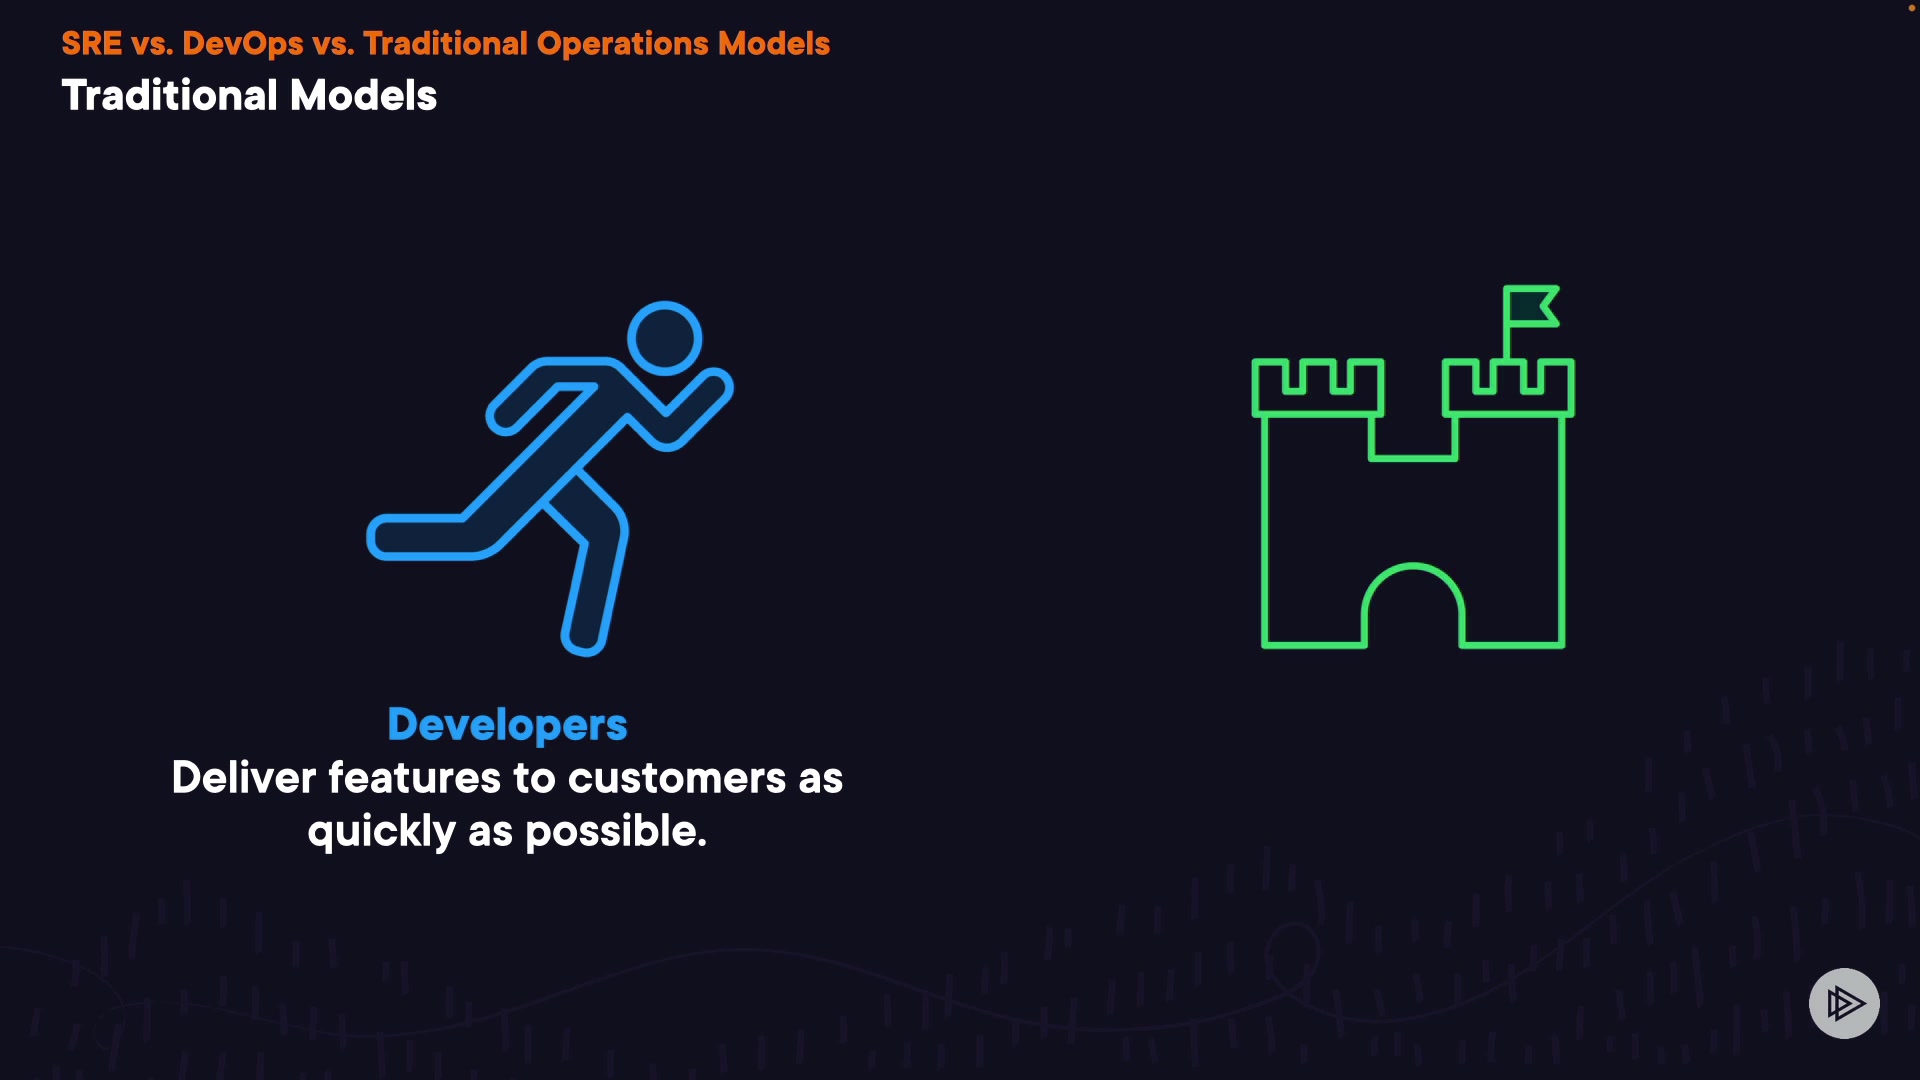 SRE vs. DevOps vs. Traditional Operations Models
Traditional Models
Developers
Deliver features to customers as
quickly as possible.